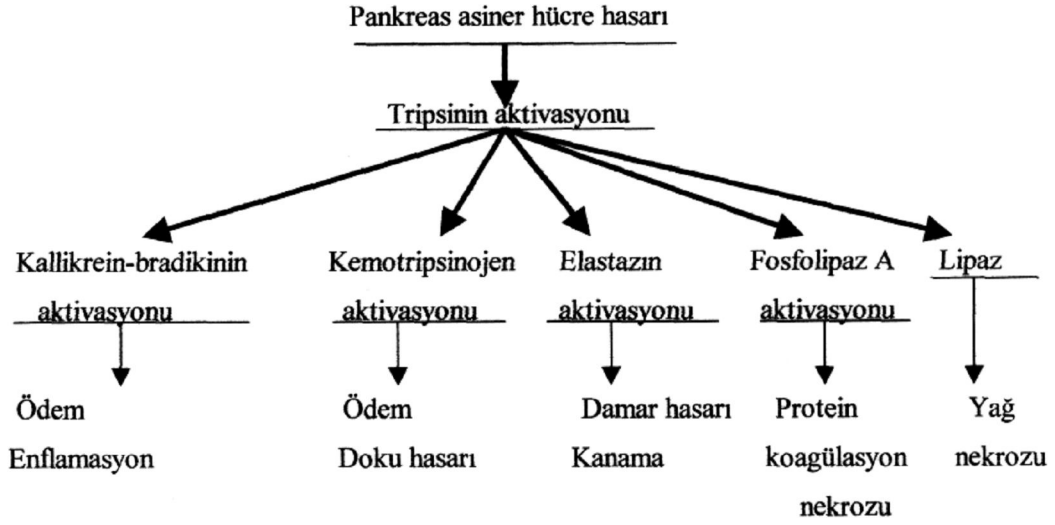 Pankreas asiner hücre hasarı
Tripsinin aktivasyonu
Kallikrein-bradikinin
aktivasyonu
Kemotripsinojen
aktivasyonu
Elastazın
aktivasyonu
Fosfolipaz A
aktivasyonu
Lipaz
Ödem
Enflamasyon
Ödem
Doku hasarı
Damar hasarı
Kanama
Protein
koagülasyon
nekrozu
Yağ
nekrozu